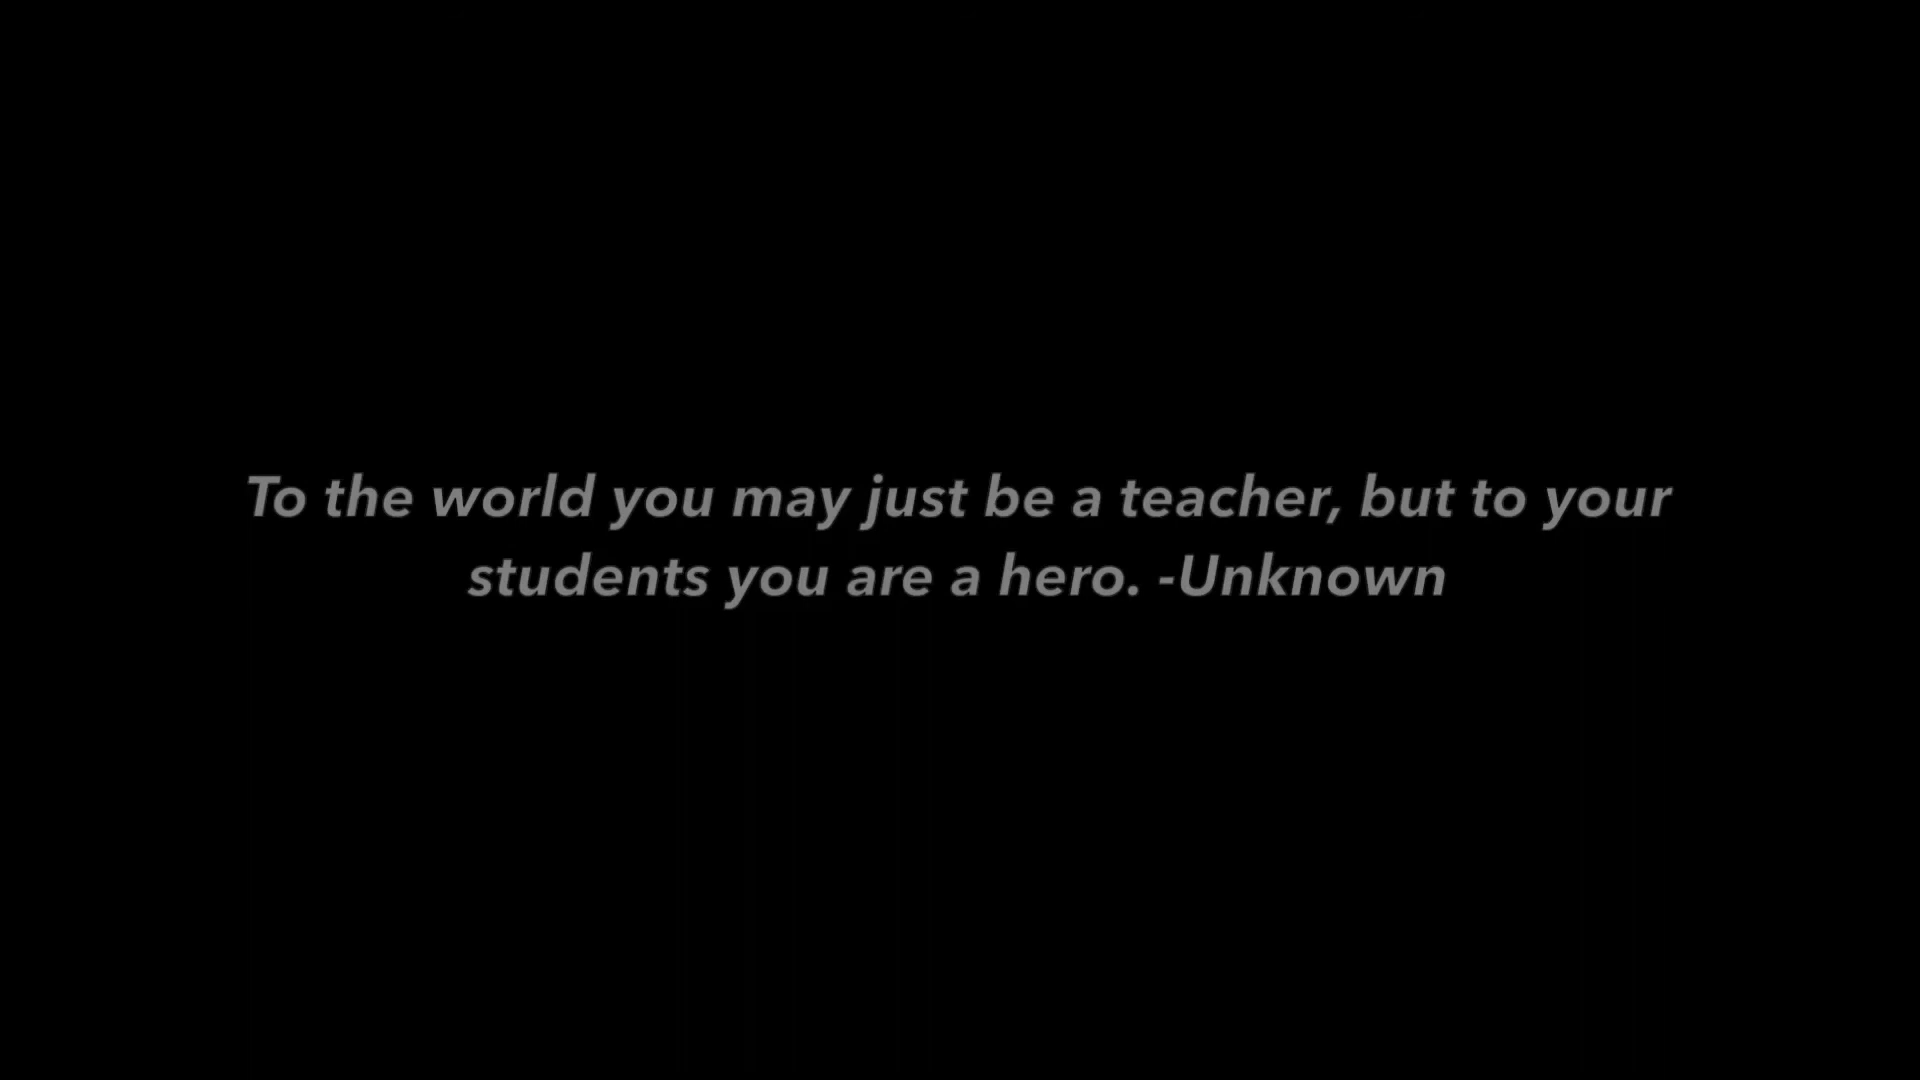 To the world you may just be a teacher, but to your
students you are a hero. -Unknown